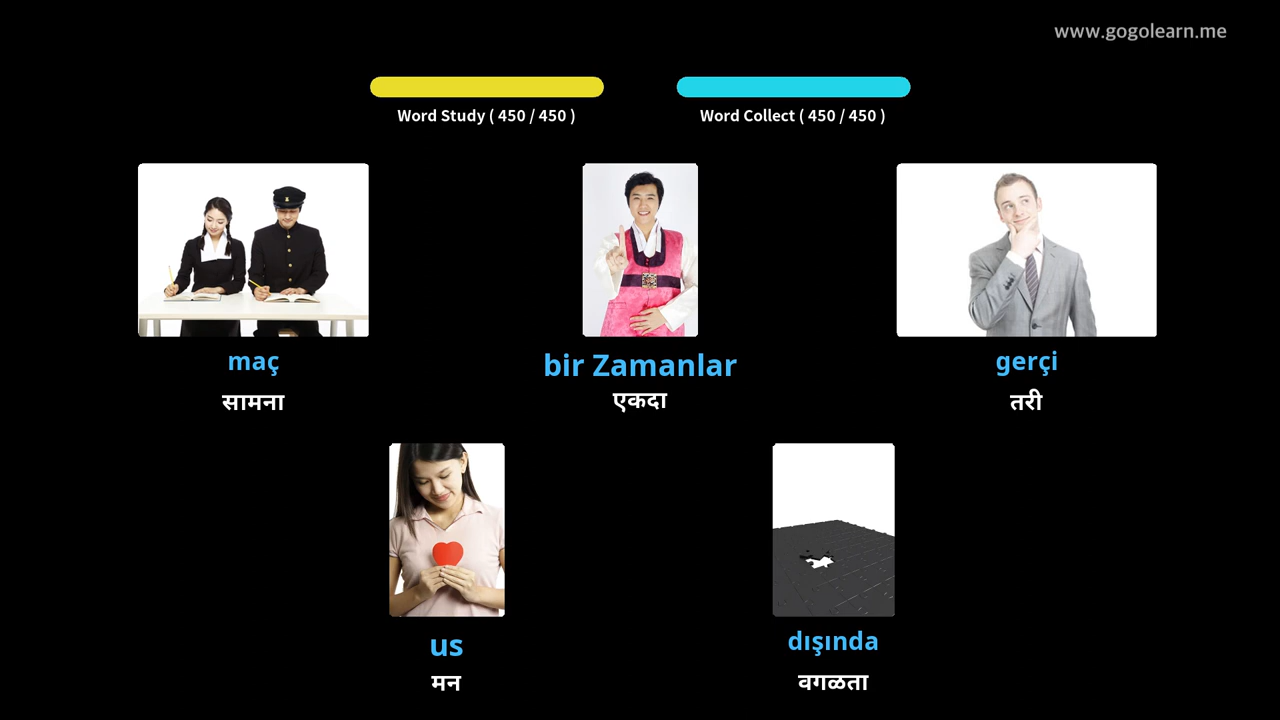 www.gogolearn.me
Word Study ( 450 / 450 )
Word Collect ( 450 / 450 )
maç
सामना
bir Zamanlar
एकदा
gerçi
तरी
us
मन
dışında
वगळता